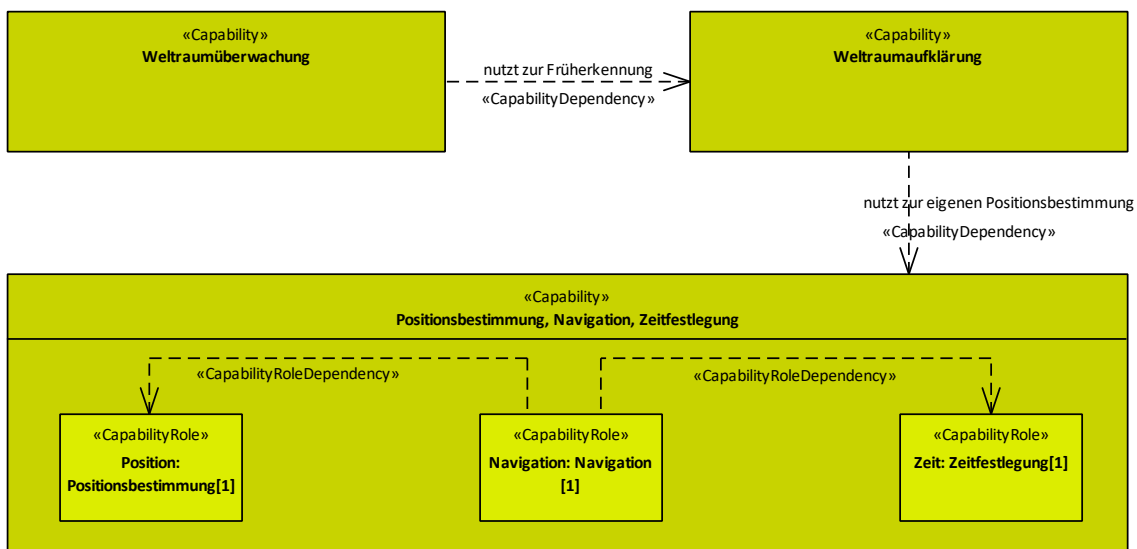 «Capability»
Weltraumüberwachung
«Capability»
Weltraumaufklärung
nutzt zur Früherkennung
«CapabilityDependency»
nutzt zur eigenen Positionsbestimmung
«CapabilityDependency»
«Capability»
Positionsbestimmung, Navigation, Zeitfestlegung
«CapabilityRoleDependency»
«CapabilityRoleDependency»
«CapabilityRole»
Position:
Positionsbestimmung[1]
«CapabilityRole»
Navigation: Navigation
[1]
«CapabilityRole»
Zeit: Zeitfestlegung[1]